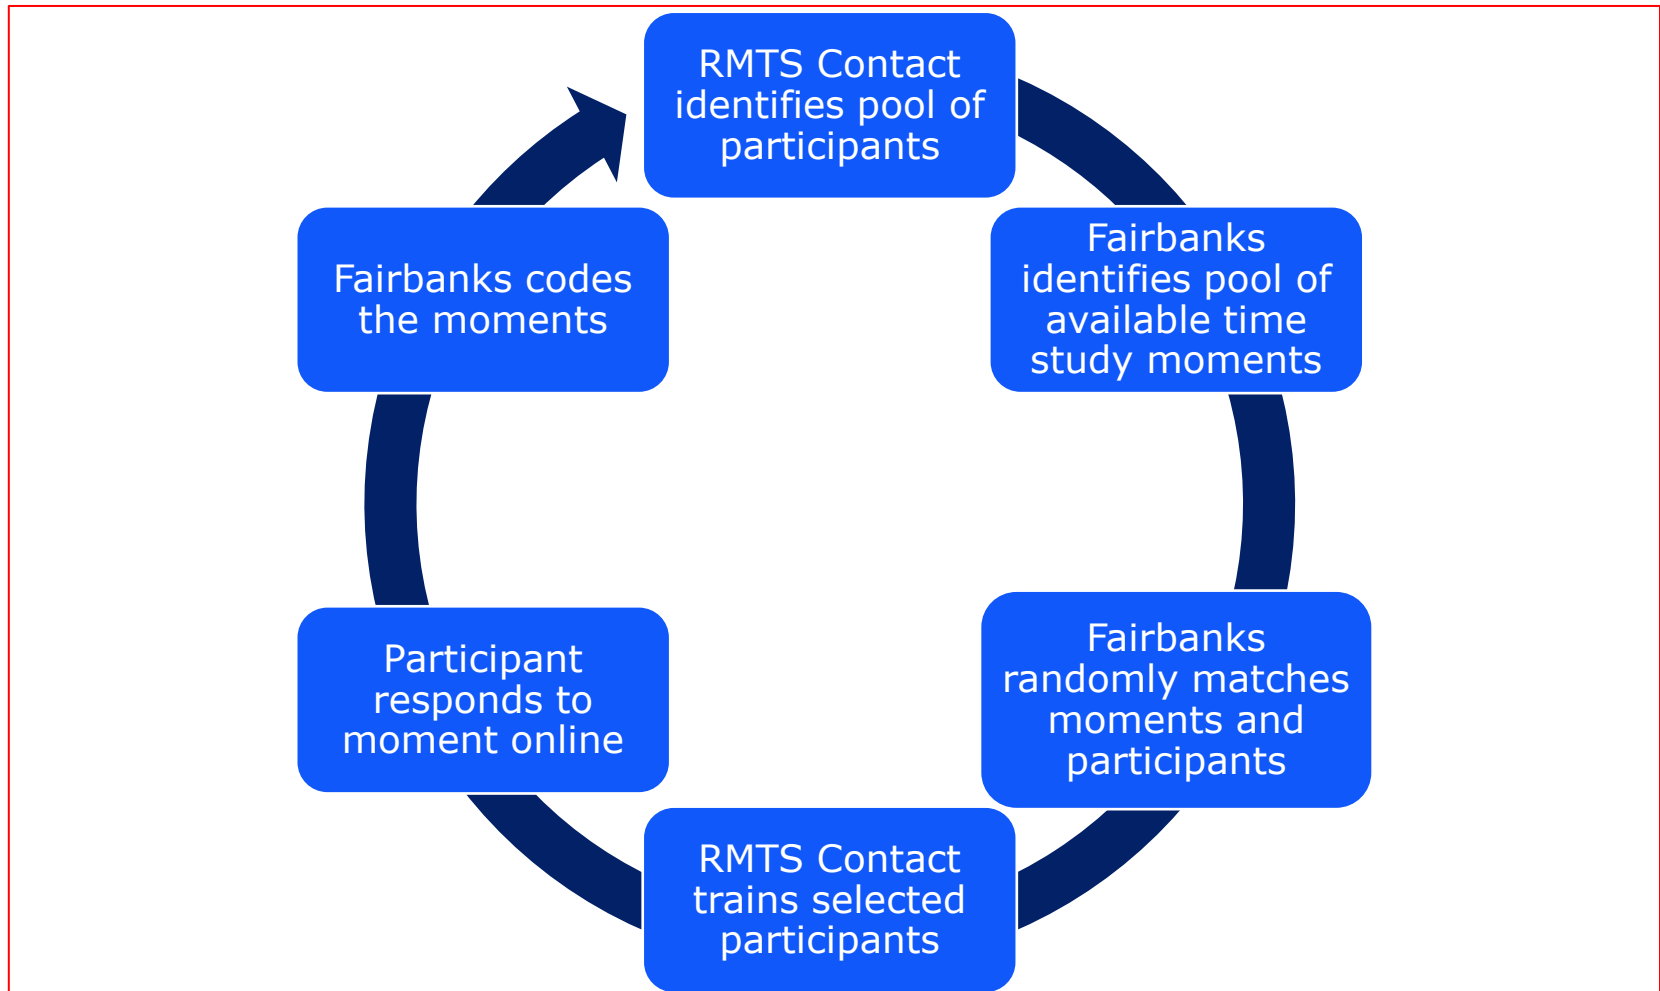 RMTS Contact
identifies pool of
participants
Fairbanks
identifies pool of
available time
study moments
Fairbanks
randomly matches
moments and
participants
RMTS Contact
trains selected
participants
Participant
responds to
moment online
Fairbanks codes
the moments